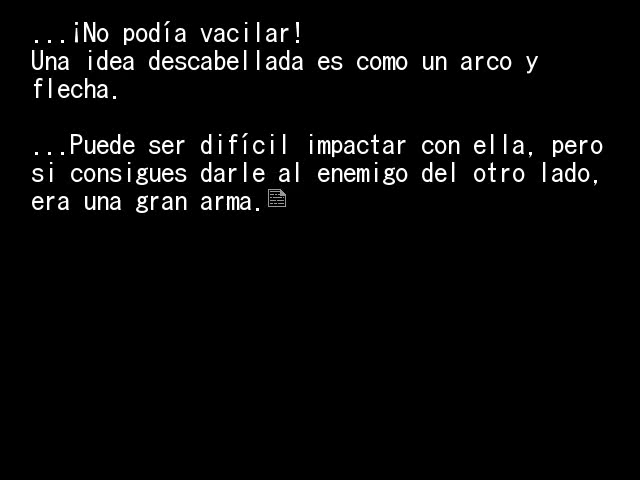 ...¡No podía vacilar!
Una idea descabellada es como un arco y
flecha.
...Puede ser difícil impactar con ella, pero
si consigues darle al enemigo del otro lado,
era una gran arma.